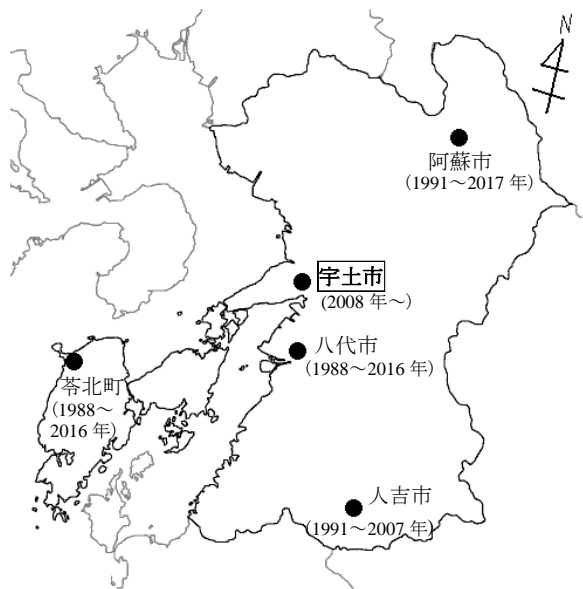 N
阿蘇市
(1991～2017 年)
宇土市
(2008 年～)
八代市
(1988～2016 年)
苓北町
(1988～
2016 年)
人吉市
(1991～2007 年)